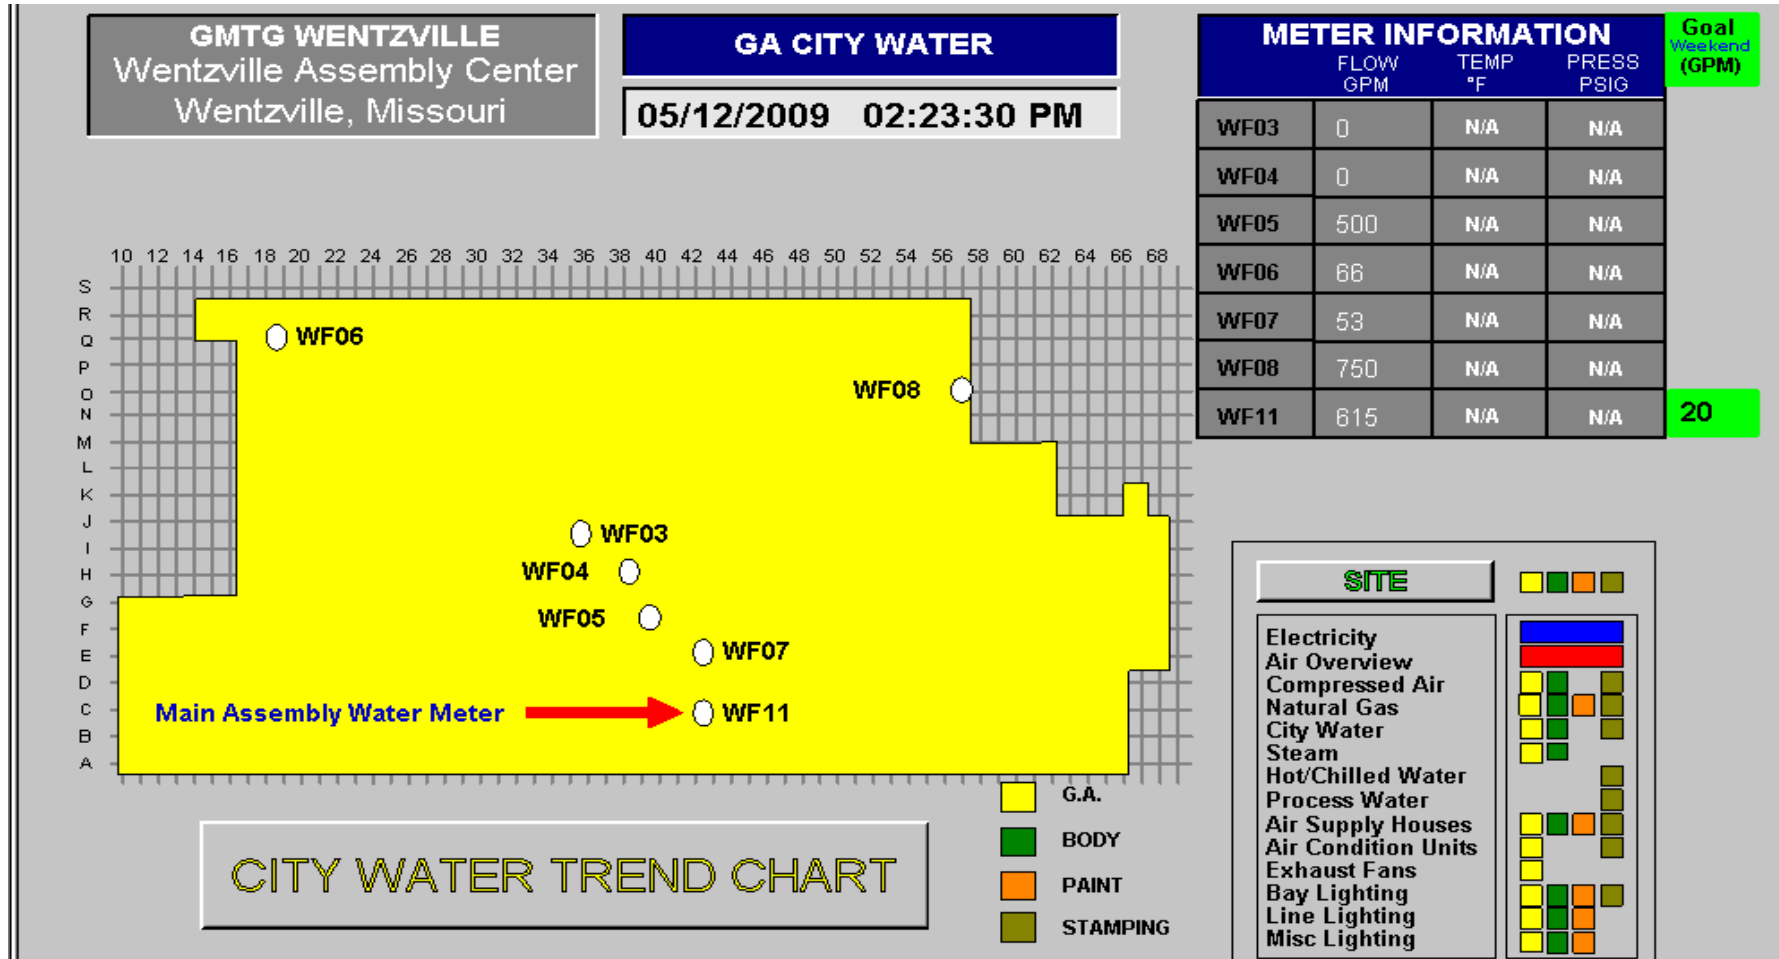 GMTG WENTZVILLE
Wentzville Assembly Center
Wentzville, Missouri
GA CITY WATER
05/12/2009 02:23:30 PM
METER INFORMATION
FLOW GPM TEMP °F PRESS PSIG
Goal
Weekend
(GPM)
WF03 0 N/A N/A
WF04 0 N/A N/A
WF05 500 N/A N/A
WF06 66 N/A N/A
WF07 53 N/A N/A
WF08 750 N/A N/A
WF11 615 N/A N/A 20
10 12 14 16 18 20 22 24 26 28 30 32 34 36 38 40 42 44 46 48 50 52 54 56 58 60 62 64 66 68
S
R
Q
P
O
N
M
L
K
J
I
H
G
F
E
D
C
B
A
WF06
WF08
WF03
WF04
WF05
WF07
Main Assembly Water Meter WF11
G.A.
BODY
PAINT
STAMPING
CITY WATER TREND CHART
SITE
Electricity
Air Overview
Compressed Air
Natural Gas
City Water
Steam
Hot/Chilled Water
Process Water
Air Supply Houses
Air Condition Units
Exhaust Fans
Bay Lighting
Line Lighting
Misc Lighting